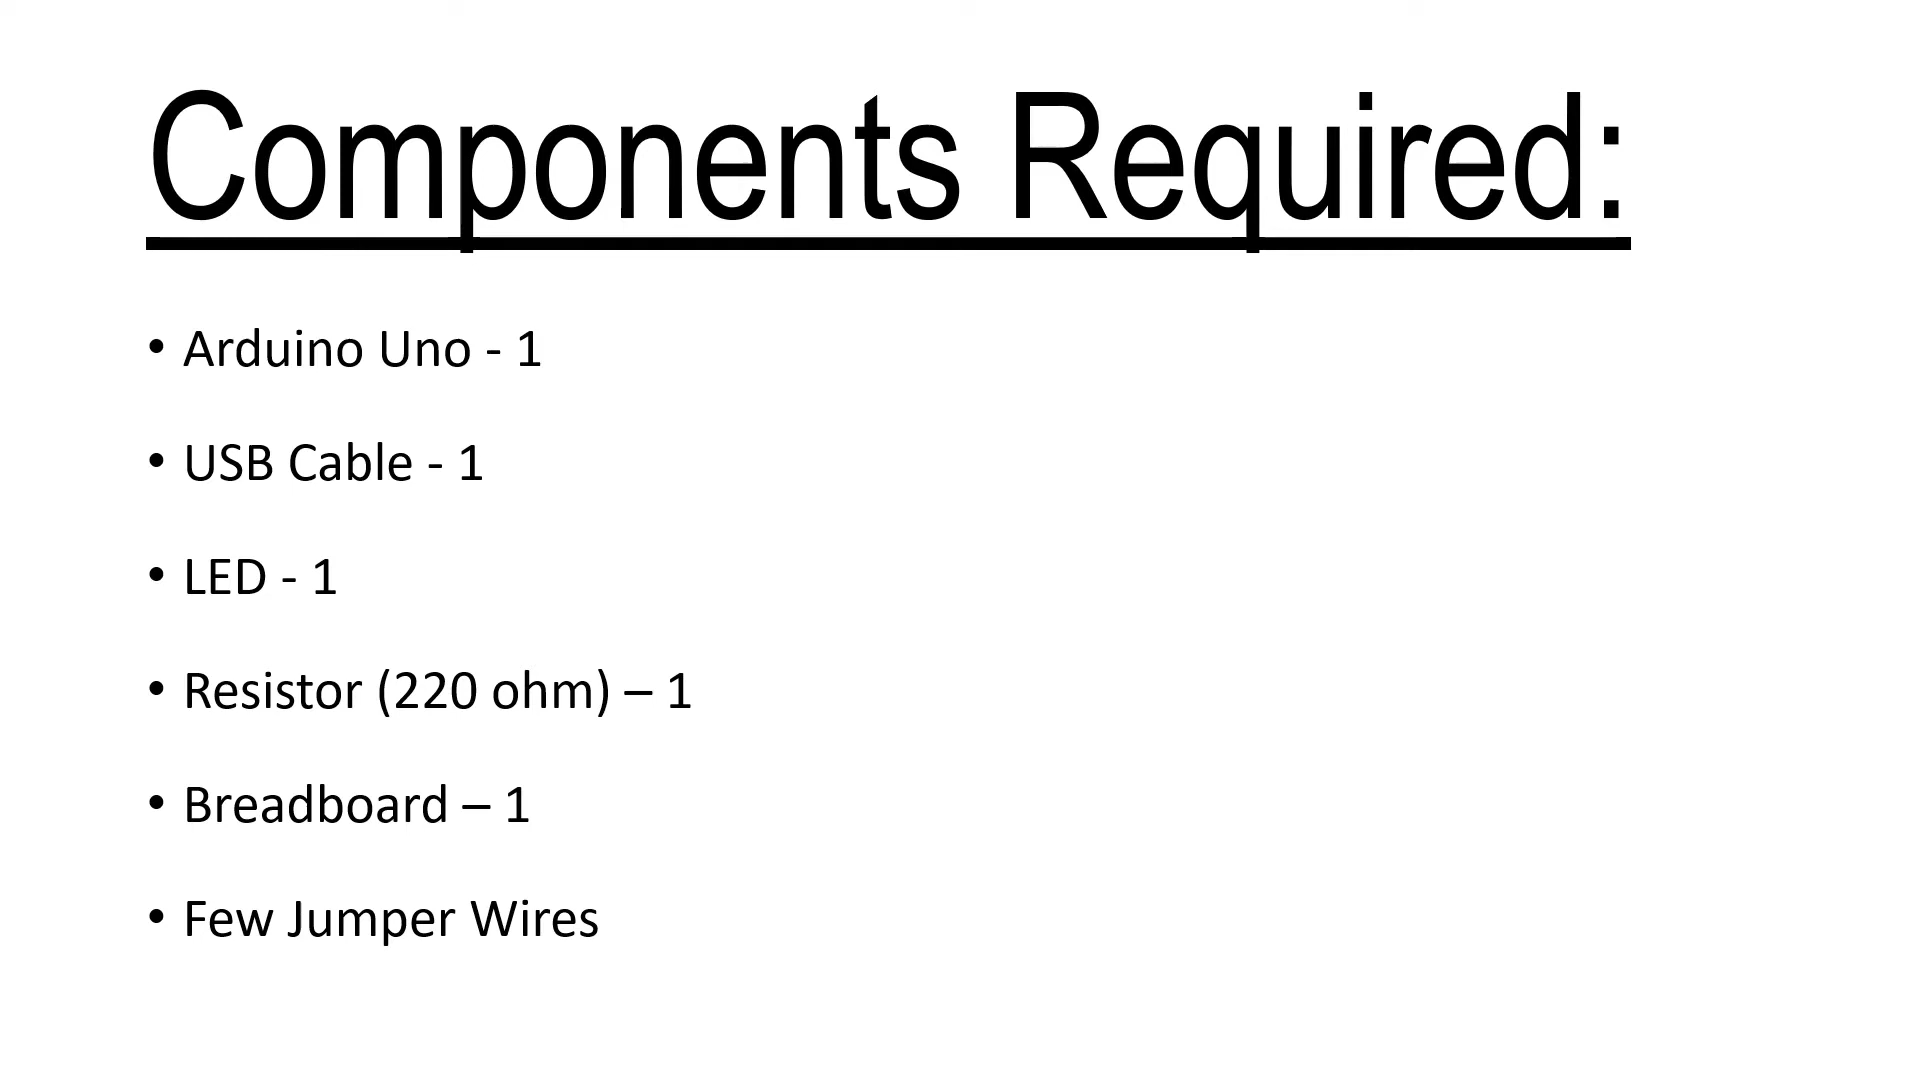 Components Required:
• Arduino Uno - 1
• USB Cable - 1
• LED - 1
• Resistor (220 ohm) – 1
• Breadboard – 1
• Few Jumper Wires